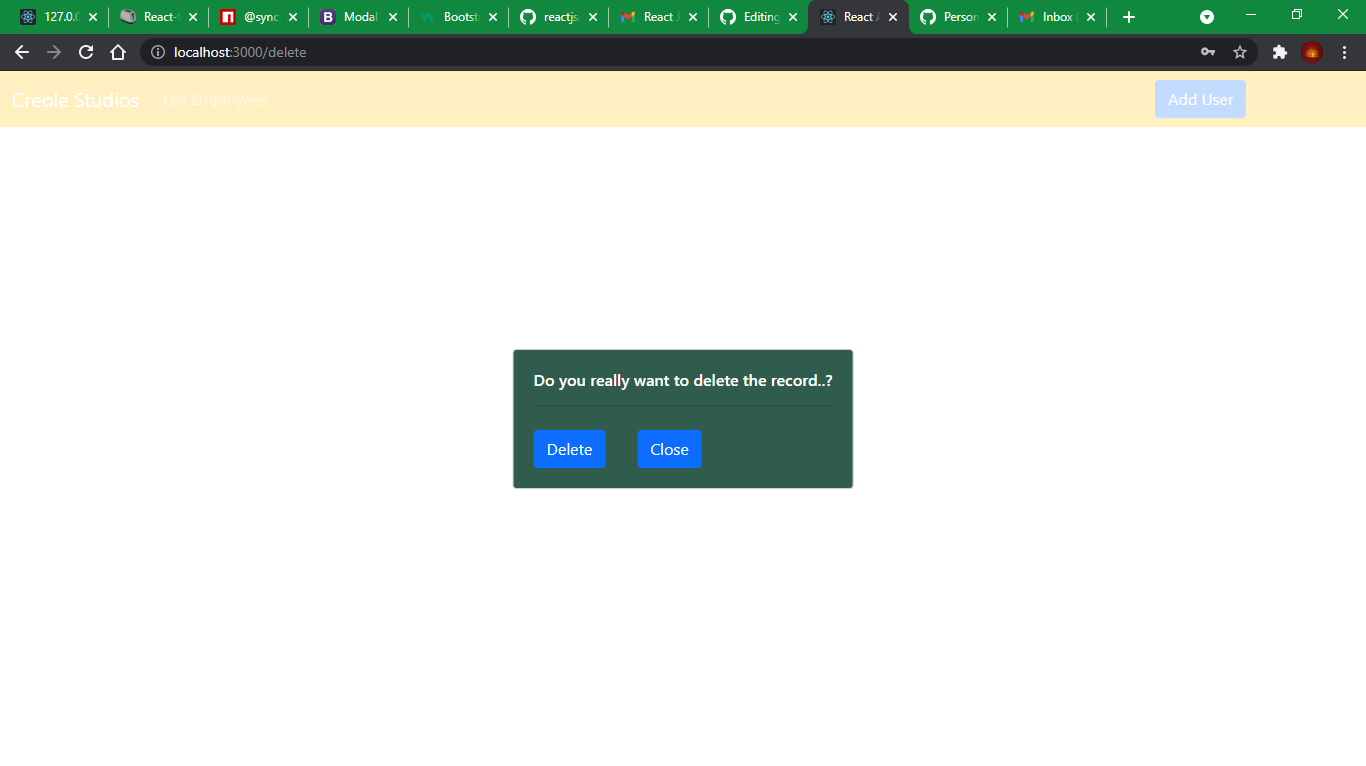 127.0.0
React-
@sync
Modal
Bootst
reactjs
React J
Editing
React A
Person
Inbox
localhost:3000/delete
Creole Studios
List Employees
Add User
Do you really want to delete the record..?
Delete
Close